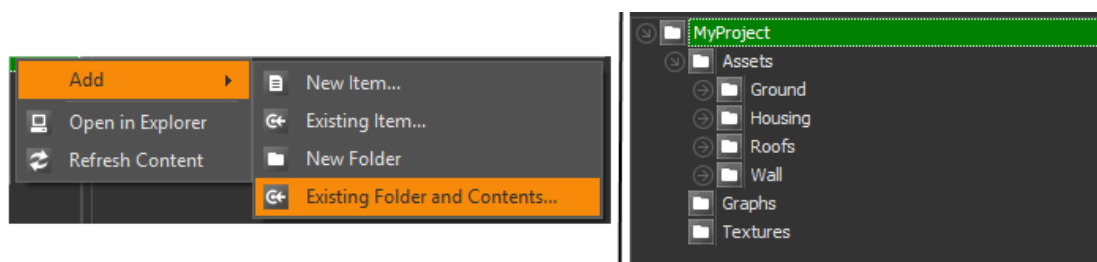 Add
Open in Explorer
Refresh Content
New Item...
Existing Item...
New Folder
Existing Folder and Contents...
MyProject
Assets
Ground
Housing
Roofs
Wall
Graphs
Textures